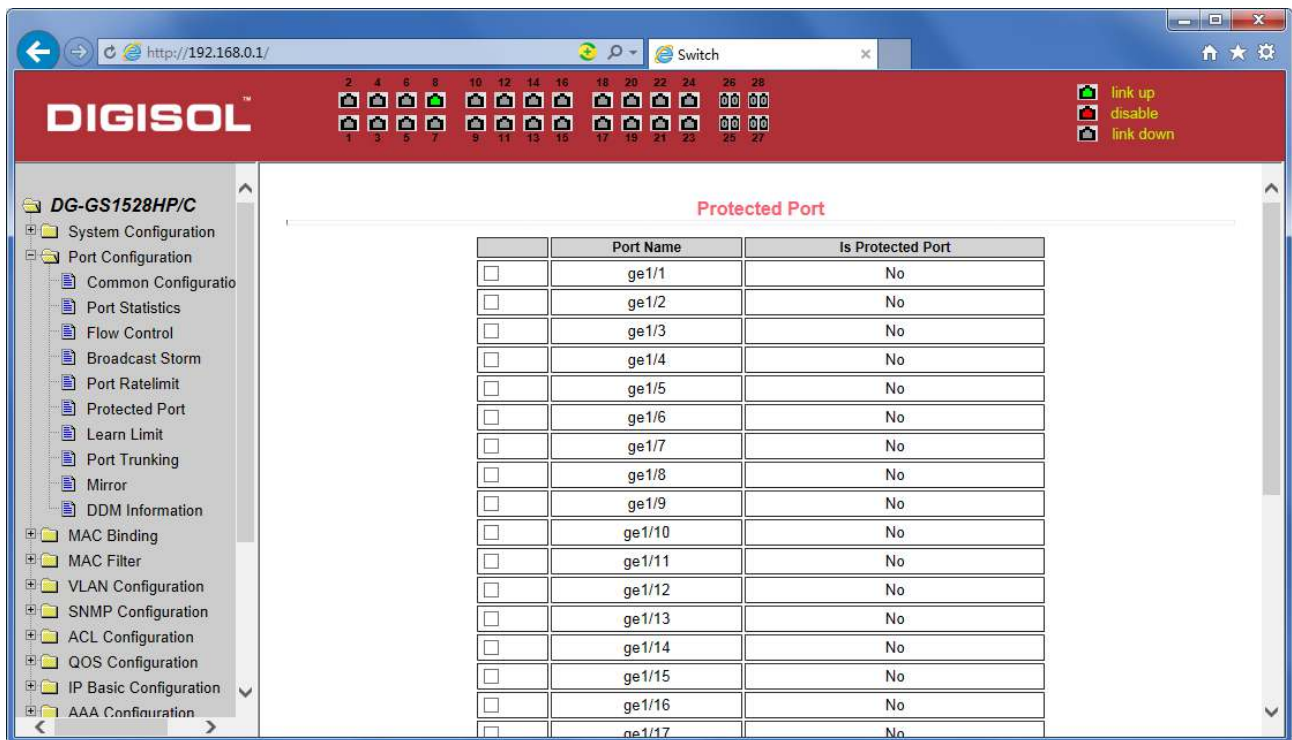 http://192.168.0.1/
Switch
DIGISOL™
2 4 6 8 10 12 14 16 18 20 22 24 26 28
1 3 5 7 9 11 13 15 17 19 21 23 25 27
link up
disable
link down
DG-GS1528HP/C
System Configuration
Port Configuration
Common Configuratio
Port Statistics
Flow Control
Broadcast Storm
Port Ratelimit
Protected Port
Learn Limit
Port Trunking
Mirror
DDM Information
MAC Binding
MAC Filter
VLAN Configuration
SNMP Configuration
ACL Configuration
QOS Configuration
IP Basic Configuration
AAA Configuration
Protected Port
Port Name Is Protected Port
ge1/1 No
ge1/2 No
ge1/3 No
ge1/4 No
ge1/5 No
ge1/6 No
ge1/7 No
ge1/8 No
ge1/9 No
ge1/10 No
ge1/11 No
ge1/12 No
ge1/13 No
ge1/14 No
ge1/15 No
ge1/16 No
ge1/17 No